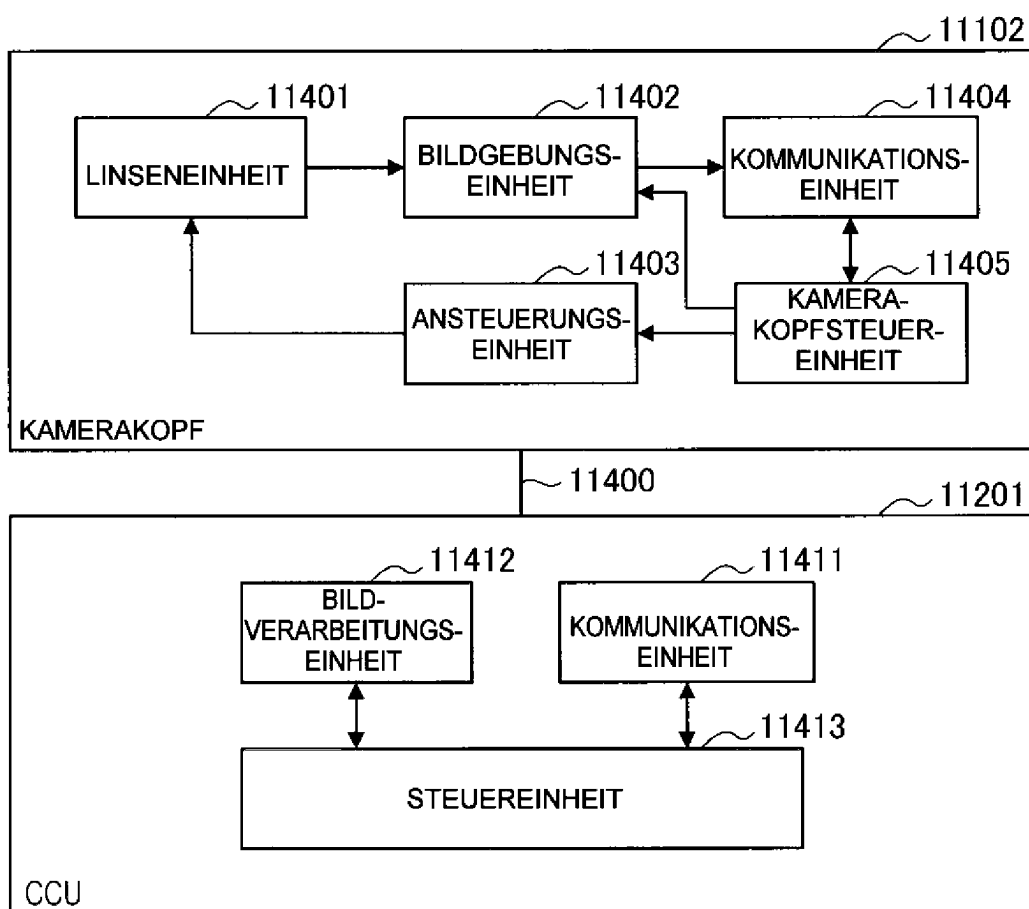 11102
11401
LINSENEINHEIT
11402
BILDGEBUNGS-
EINHEIT
11404
KOMMUNIKATIONS-
EINHEIT
11403
ANSTEUERUNGS-
EINHEIT
11405
KAMERA-
KOPFSTEUER-
EINHEIT
KAMERAKOPF
11400
11201
11412
BILD-
VERARBEITUNGS-
EINHEIT
11411
KOMMUNIKATIONS-
EINHEIT
11413
STEUEREINHEIT
CCU